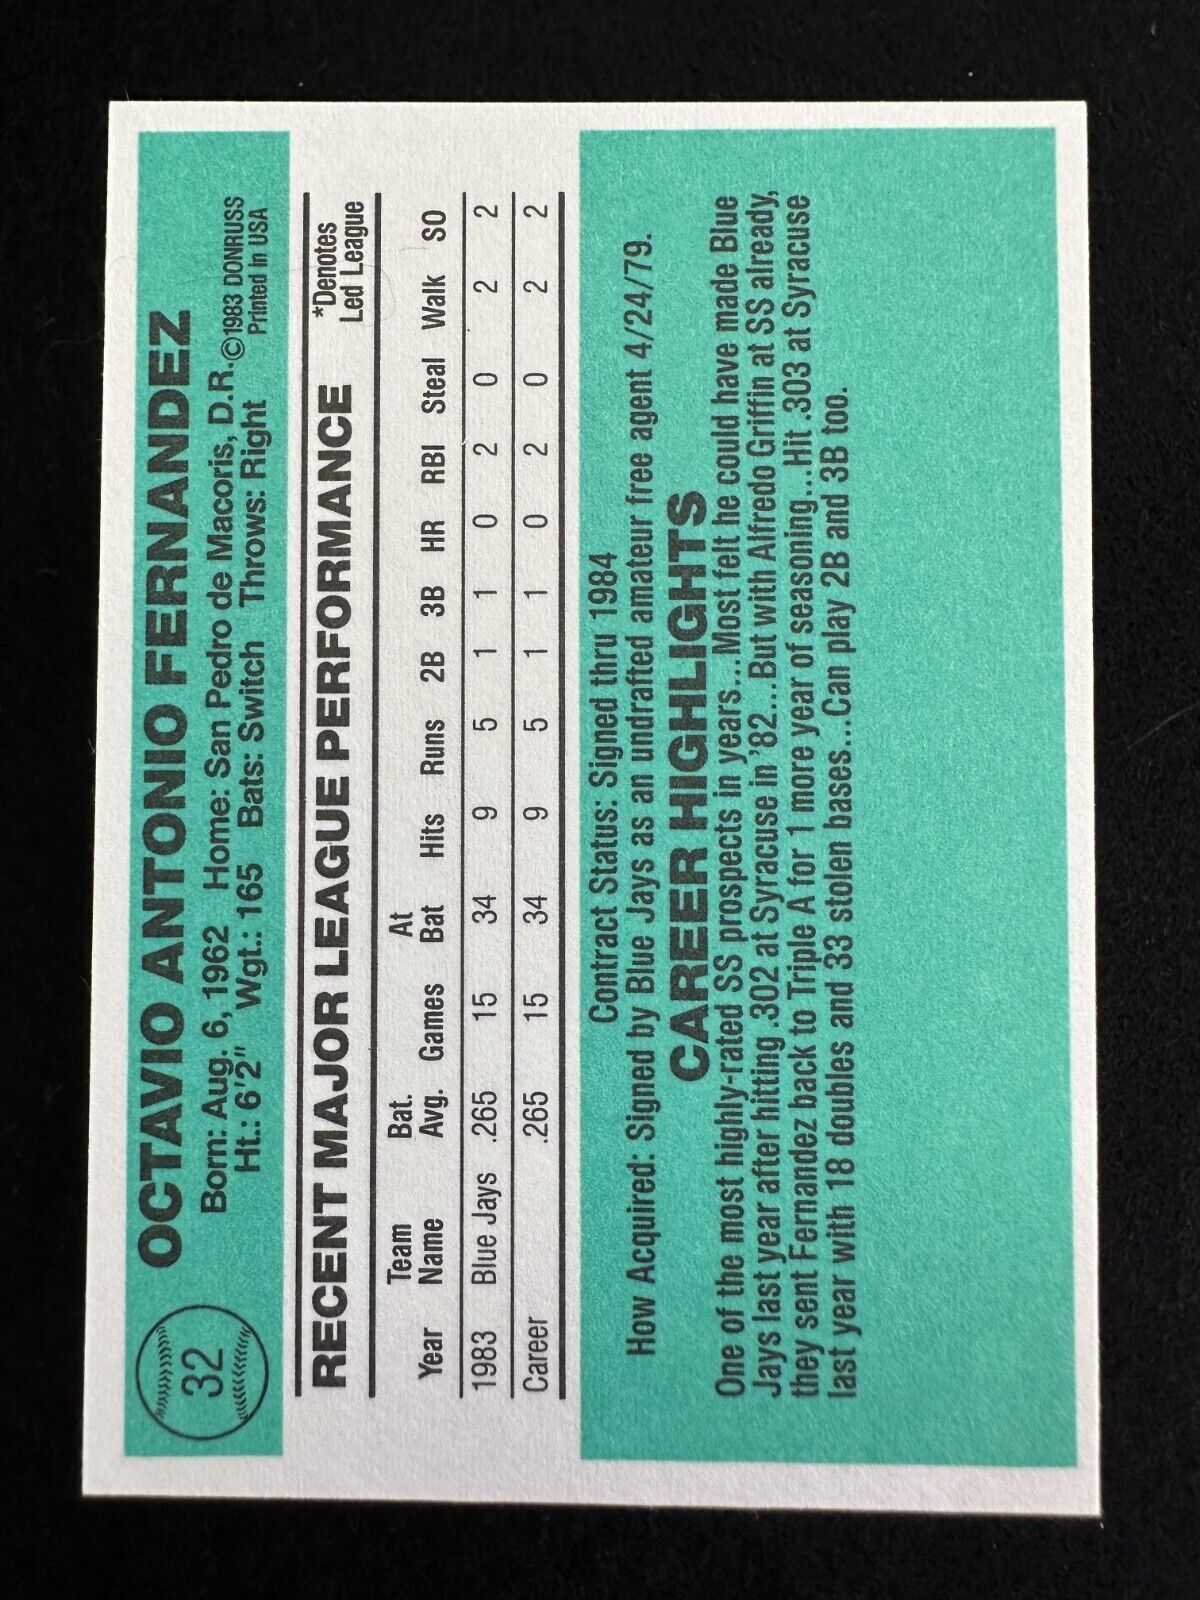 32
OCTAVIO ANTONIO FERNANDEZ
Born: Aug. 6, 1962 Home: San Pedro de Macoris, D.R.
Ht.: 6'2" Wgt.: 165 Bats: Switch Throws: Right
©1983 DONRUSS
Printed in USA
RECENT MAJOR LEAGUE PERFORMANCE
*Denotes
Led League
Year Team Name Bat. Avg. Games At Bat Hits Runs 2B 3B HR RBI Steal Walk SO
1983 Blue Jays .265 15 34 9 5 1 1 0 2 0 2 2
Career .265 15 34 9 5 1 1 0 2 0 2 2
Contract Status: Signed thru 1984
How Acquired: Signed by Blue Jays as an undrafted amateur free agent 4/24/79.
CAREER HIGHLIGHTS
One of the most highly-rated SS prospects in years...Most felt he could have made Blue
Jays last year after hitting .302 at Syracuse in '82...But with Alfredo Griffin at SS already,
they sent Fernandez back to Triple A for 1 more year of seasoning...Hit .303 at Syracuse
last year with 18 doubles and 33 stolen bases...Can play 2B and 3B too.